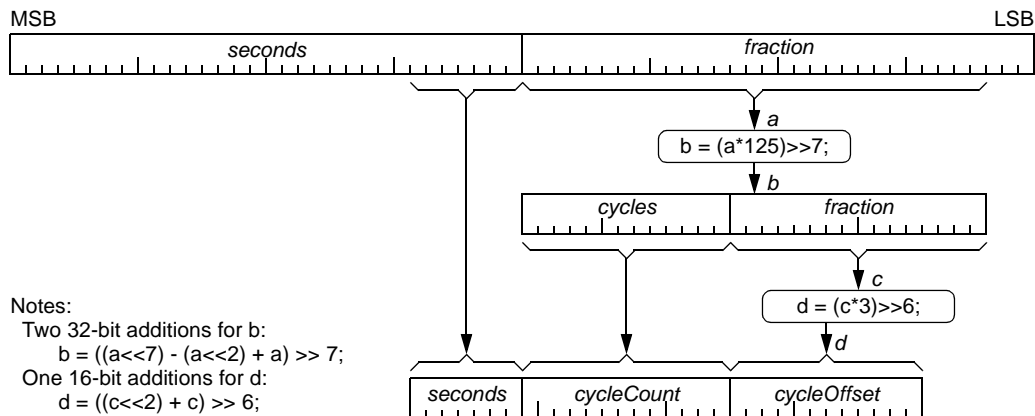 MSB LSB
seconds fraction
a
b = (a*125)>>7;
b
cycles fraction
c
d = (c*3)>>6;
d
Notes:
Two 32-bit additions for b:
b = ((a<<7) - (a<<2) + a) >> 7;
One 16-bit additions for d:
d = ((c<<2) + c) >> 6;
seconds cycleCount cycleOffset